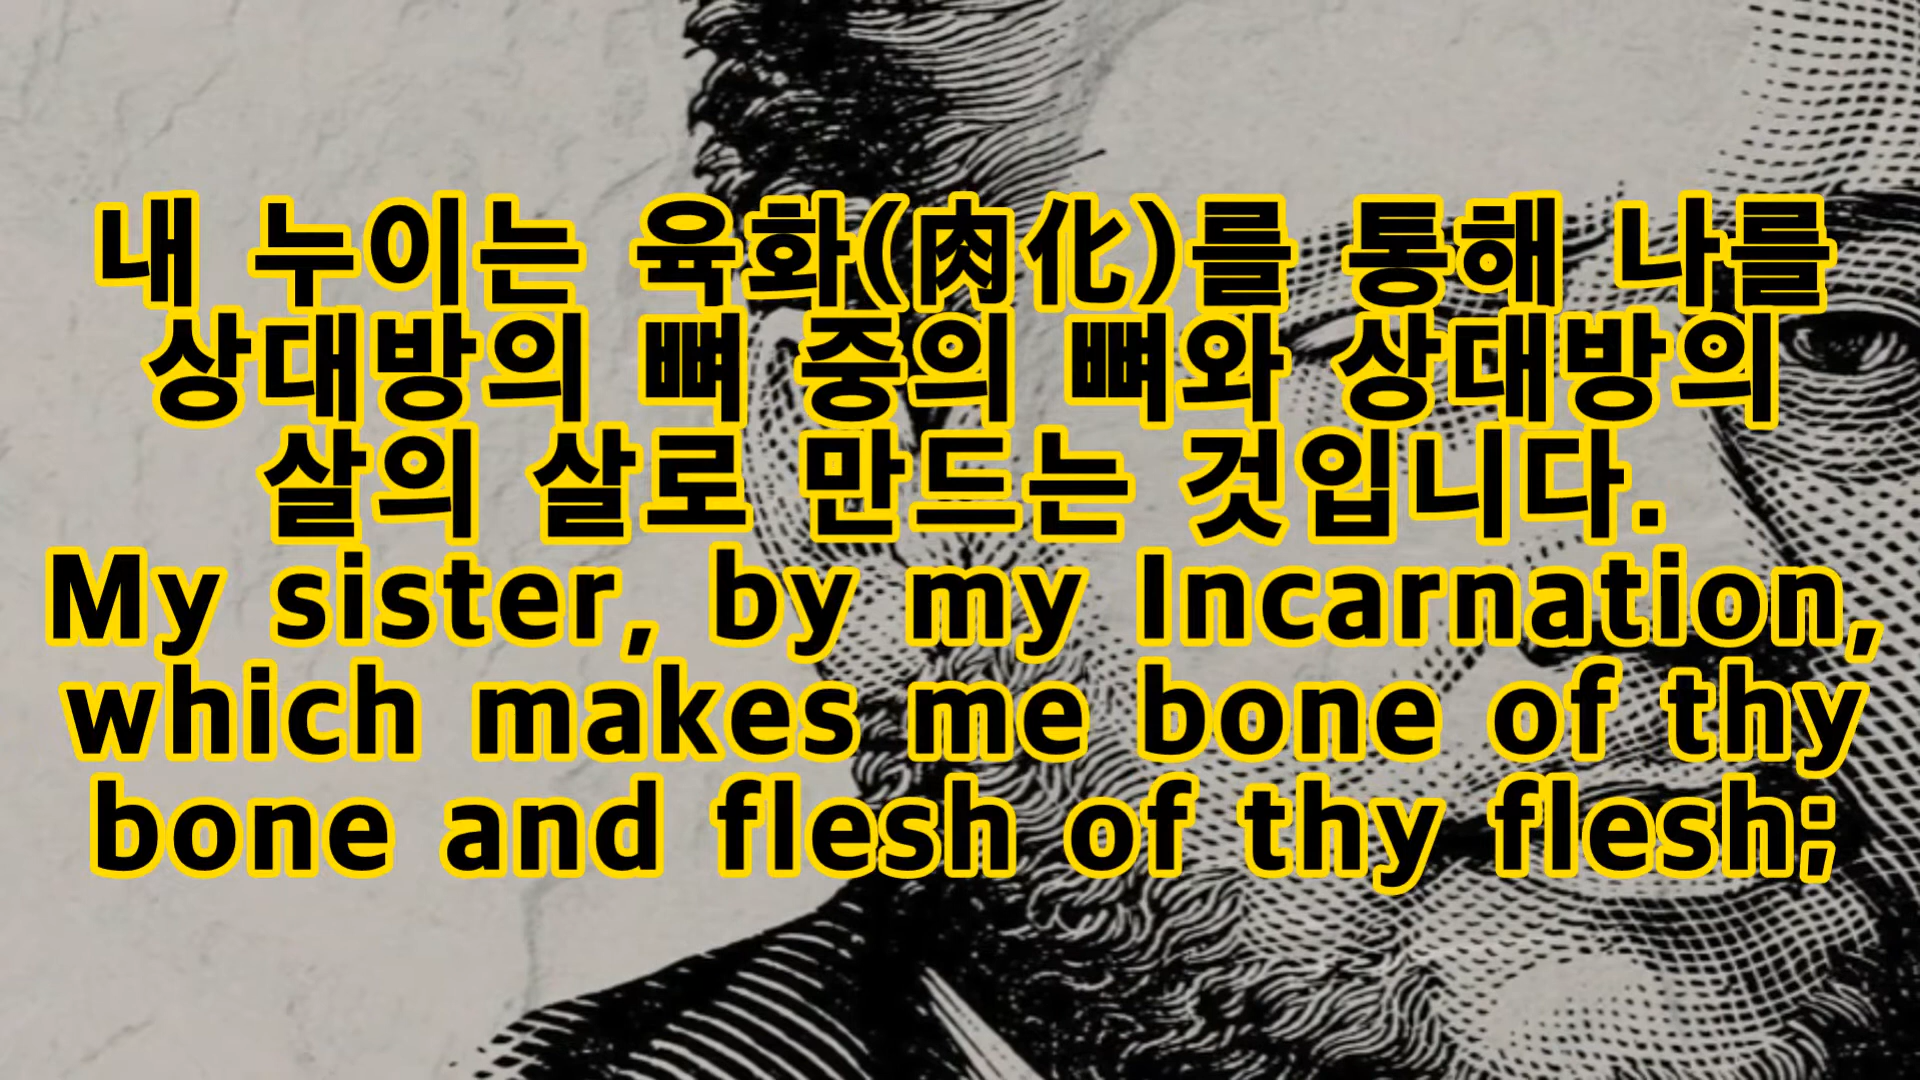 내 누이는 육화(肉化)를 통해 나를
상대방의 뼈 중의 뼈와 상대방의
살의 살로 만드는 것입니다.
My sister, by my Incarnation,
which makes me bone of thy
bone and flesh of thy flesh;